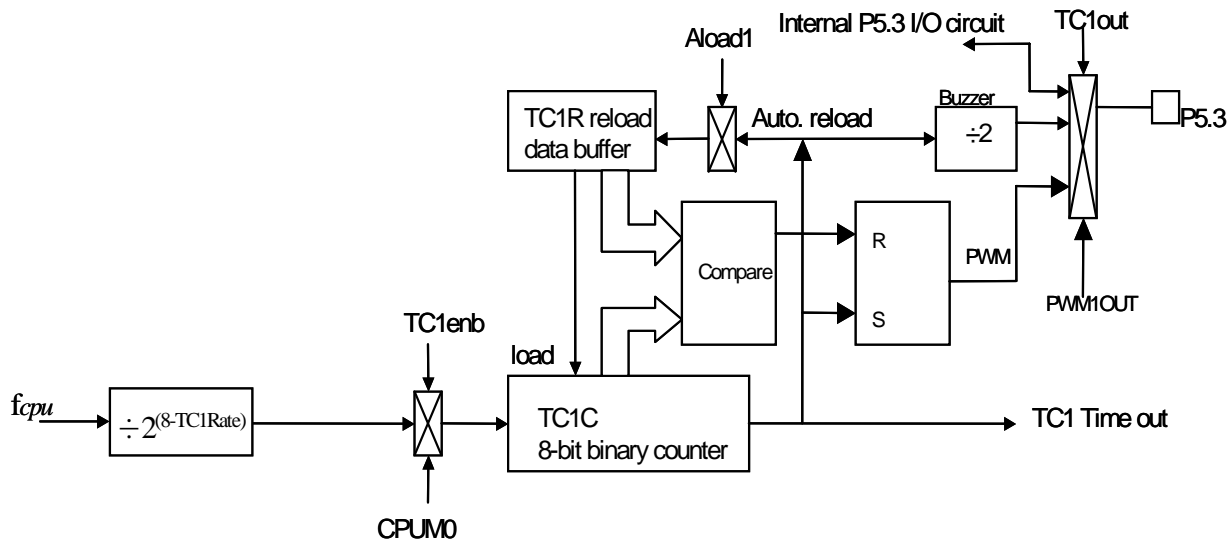 Internal P5.3 I/O circuit
TC1out
Aload1
Buzzer
TC1R reload
data buffer
Auto. reload
÷2
P5.3
R
Compare
PWM
S
PWM1OUT
TC1enb
load
fcpu
÷2(8-TC1Rate)
TC1C
8-bit binary counter
TC1 Time out
CPUM0